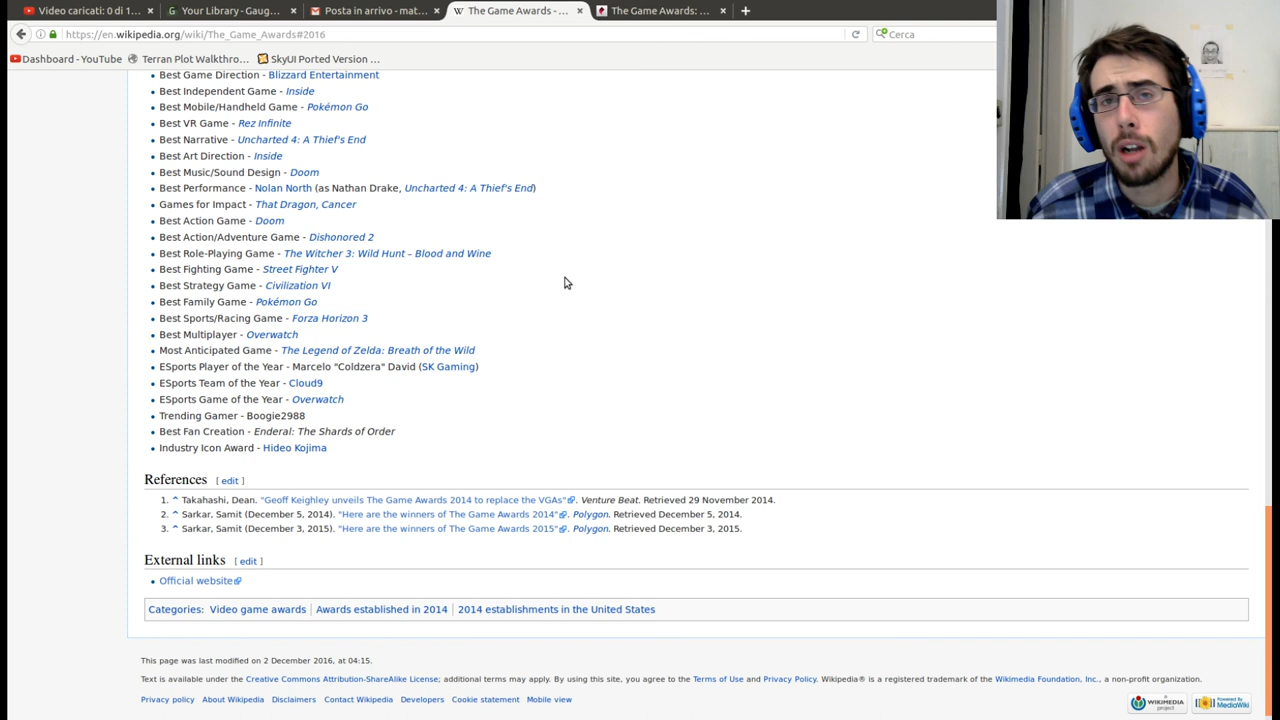 Video caricati: 0 di 1...
Your Library - Gaug...
Posta in arrivo - mat...
The Game Awards - ...
The Game Awards: ...
https://en.wikipedia.org/wiki/The_Game_Awards#2016
Cerca
Dashboard - YouTube
Terran Plot Walkthro...
SkyUI Ported Version ...
Best Game Direction - Blizzard Entertainment
Best Independent Game - Inside
Best Mobile/Handheld Game - Pokémon Go
Best VR Game - Rez Infinite
Best Narrative - Uncharted 4: A Thief's End
Best Art Direction - Inside
Best Music/Sound Design - Doom
Best Performance - Nolan North (as Nathan Drake, Uncharted 4: A Thief's End)
Games for Impact - That Dragon, Cancer
Best Action Game - Doom
Best Action/Adventure Game - Dishonored 2
Best Role-Playing Game - The Witcher 3: Wild Hunt – Blood and Wine
Best Fighting Game - Street Fighter V
Best Strategy Game - Civilization VI
Best Family Game - Pokémon Go
Best Sports/Racing Game - Forza Horizon 3
Best Multiplayer - Overwatch
Most Anticipated Game - The Legend of Zelda: Breath of the Wild
ESports Player of the Year - Marcelo "Coldzera" David (SK Gaming)
ESports Team of the Year - Cloud9
ESports Game of the Year - Overwatch
Trending Gamer - Boogie2988
Best Fan Creation - Enderal: The Shards of Order
Industry Icon Award - Hideo Kojima
References [ edit ]
1. ^ Takahashi, Dean. "Geoff Keighley unveils The Game Awards 2014 to replace the VGAs". Venture Beat. Retrieved 29 November 2014.
2. ^ Sarkar, Samit (December 5, 2014). "Here are the winners of The Game Awards 2014". Polygon. Retrieved December 5, 2014.
3. ^ Sarkar, Samit (December 3, 2015). "Here are the winners of The Game Awards 2015". Polygon. Retrieved December 3, 2015.
External links [ edit ]
Official website
Categories: Video game awards | Awards established in 2014 | 2014 establishments in the United States
This page was last modified on 2 December 2016, at 04:15.
Text is available under the Creative Commons Attribution-ShareAlike License; additional terms may apply. By using this site, you agree to the Terms of Use and Privacy Policy. Wikipedia® is a registered trademark of the Wikimedia Foundation, Inc., a non-profit organization.
Privacy policy About Wikipedia Disclaimers Contact Wikipedia Developers Cookie statement Mobile view
A WIKIMEDIA project
Powered By MediaWiki